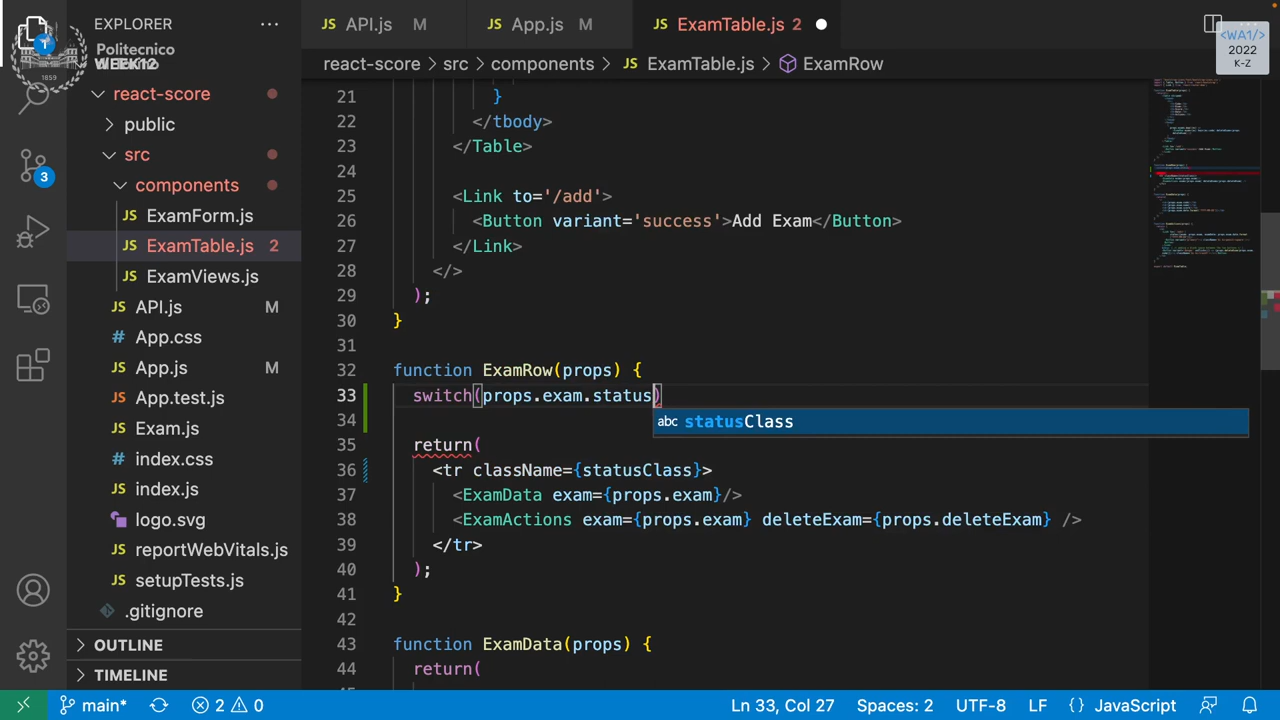 EXPLORER
Politecnico
WEEK12
1859
react-score
public
src
components
ExamForm.js
ExamTable.js 2
ExamViews.js
API.js M
App.css
App.js M
App.test.js
Exam.js
index.css
index.js
logo.svg
reportWebVitals.js
setupTests.js
.gitignore
OUTLINE
TIMELINE
3
JS API.js M
JS App.js M
JS ExamTable.js 2
<WA1/>
2022
K-Z
react-score > src > components > JS ExamTable.js > ExamRow
21 }
22 </tbody>
23 </Table>
24
25 <Link to='/add'>
26 <Button variant='success'>Add Exam</Button>
27 </Link>
28 </>
29 );
30 }
31
32 function ExamRow(props) {
33 switch(props.exam.status)
abc statusClass
34
35 return(
36 <tr className={statusClass}>
37 <ExamData exam={props.exam}/>
38 <ExamActions exam={props.exam} deleteExam={props.deleteExam} />
39 </tr>
40 );
41 }
42
43 function ExamData(props) {
44 return(
main* 2 0 Ln 33, Col 27 Spaces: 2 UTF-8 LF {} JavaScript